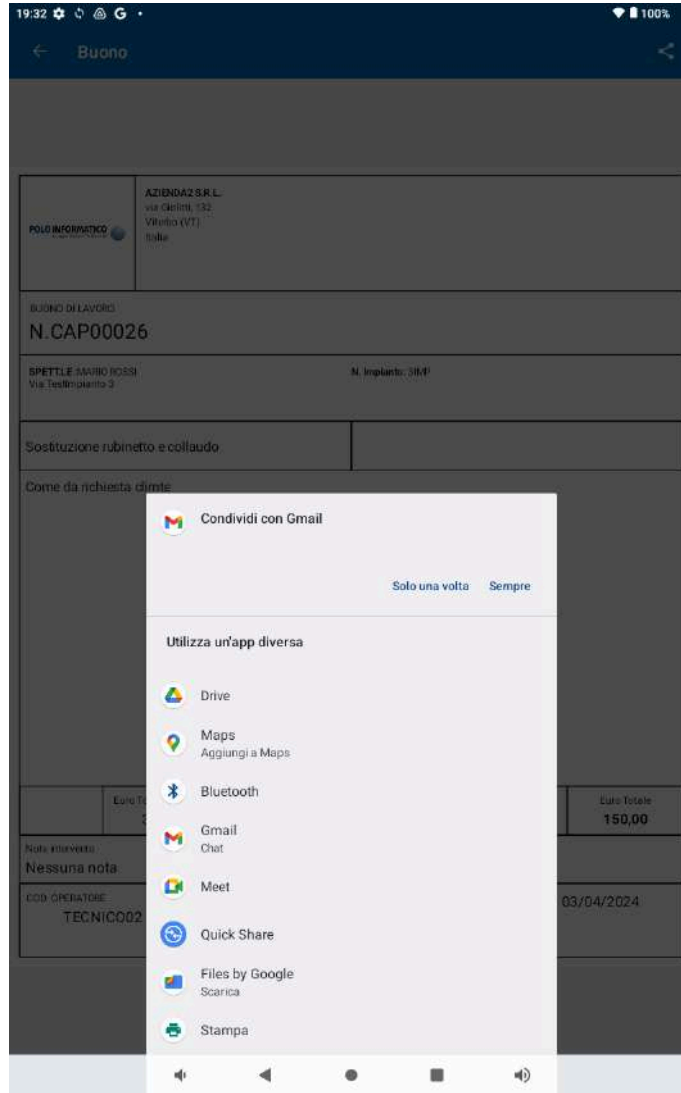 19:32
100%
Buono
AZIENDA2 S.R.L.
via Giolitti, 132
Viterbo (VT)
Italia
POLO INFORMATICO
BUONO DI LAVORO
N.CAP00026
SPETT.LE MARIO ROSSI
Via TestImpianto 3
N. Impianto: 3IMP
Sostituzione rubinetto e collaudo
Come da richiesta climte
Condividi con Gmail
Solo una volta Sempre
Utilizza un'app diversa
Drive
Maps
Aggiungi a Maps
Bluetooth
Gmail
Chat
Meet
Quick Share
Files by Google
Scarica
Stampa
Euro Totale
150,00
Note intervento
Nessuna nota
COD. OPERATORE
TECNICO02
03/04/2024